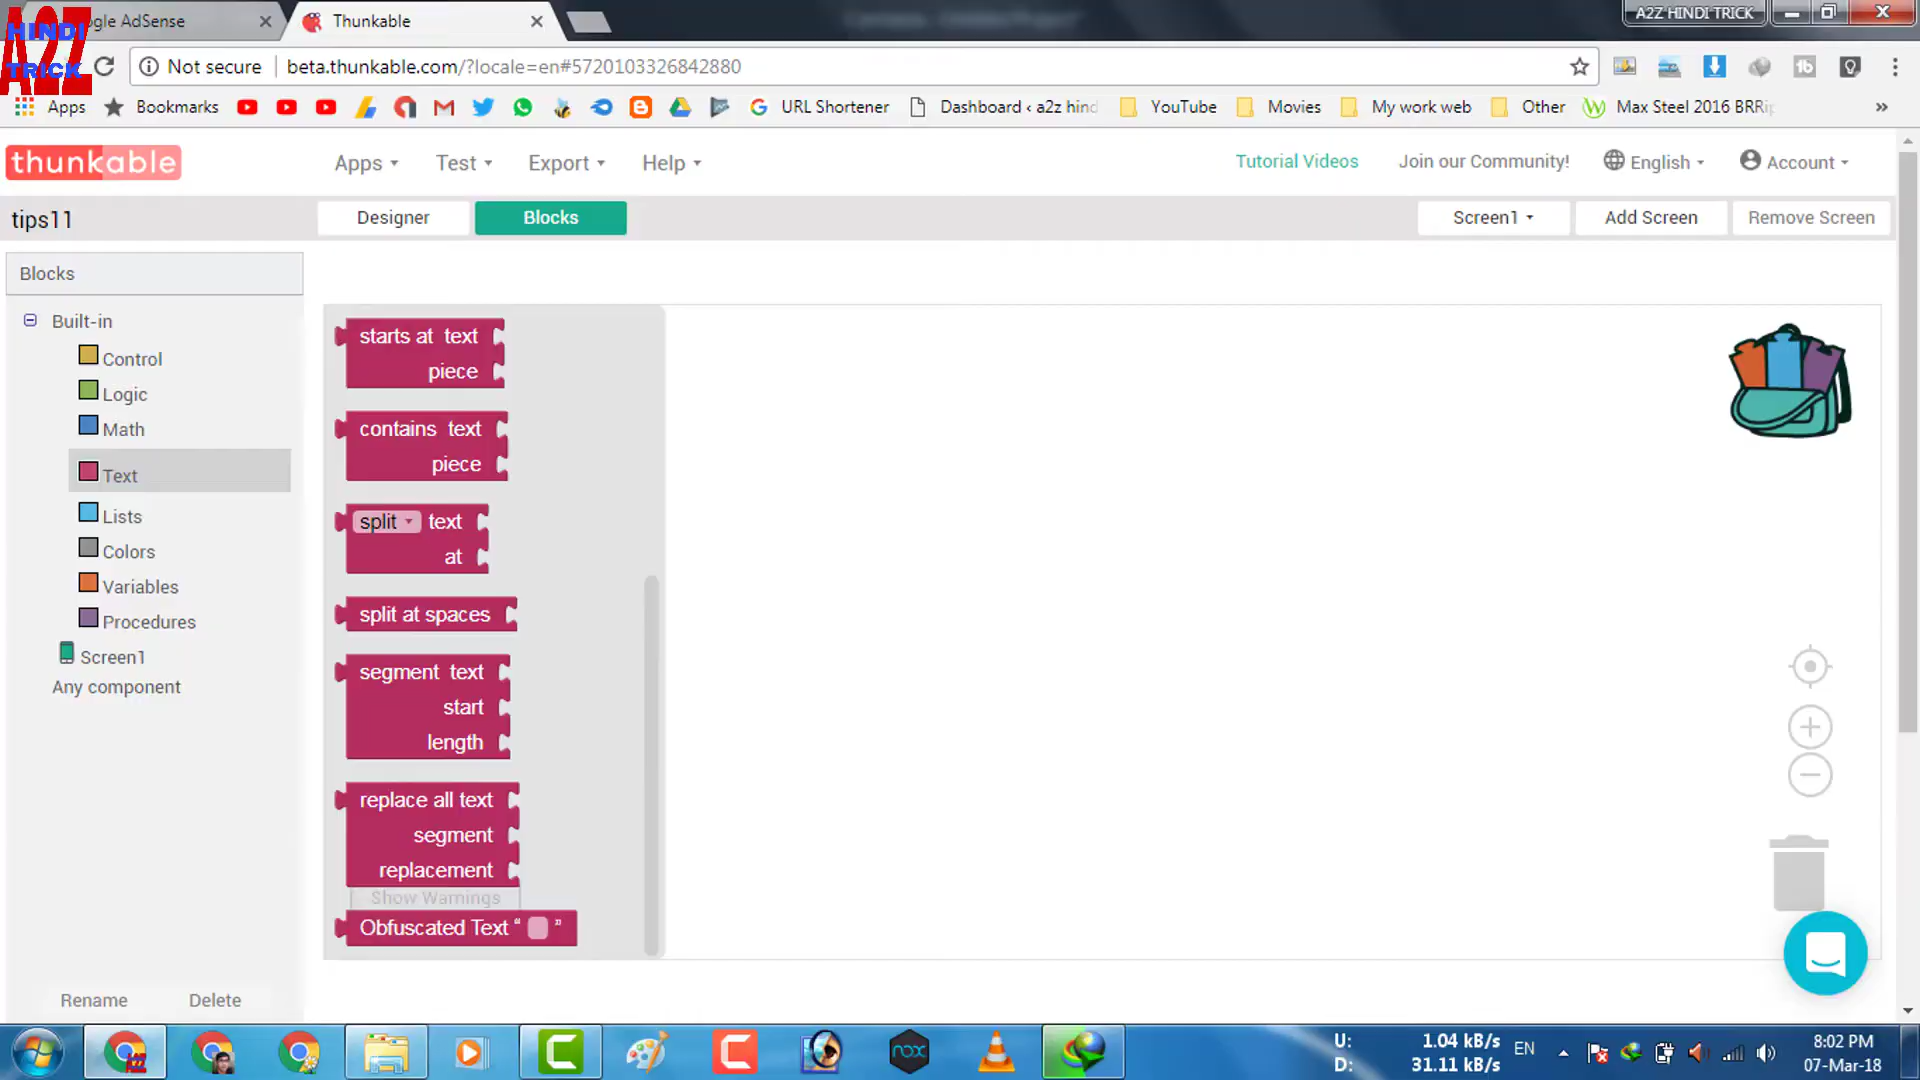 Google AdSense
Thunkable
A2Z HINDI TRICK
A2Z
HINDI
TRICK
Not secure
beta.thunkable.com/?locale=en#5720103326842880
Apps
Bookmarks
URL Shortener
Dashboard ‹ a2z hind
YouTube
Movies
My work web
Other
Max Steel 2016 BRRip
»
thunkable
Apps
Test
Export
Help
Tutorial Videos
Join our Community!
English
Account
tips11
Designer
Blocks
Screen1
Add Screen
Remove Screen
Blocks
Built-in
Control
Logic
Math
Text
Lists
Colors
Variables
Procedures
Screen1
Any component
starts at text
piece
contains text
piece
split text
at
split at spaces
segment text
start
length
replace all text
segment
replacement
Show Warnings
Obfuscated Text “ ”
Rename
Delete
nox
U: 1.04 kB/s
D: 31.11 kB/s
EN
8:02 PM
07-Mar-18